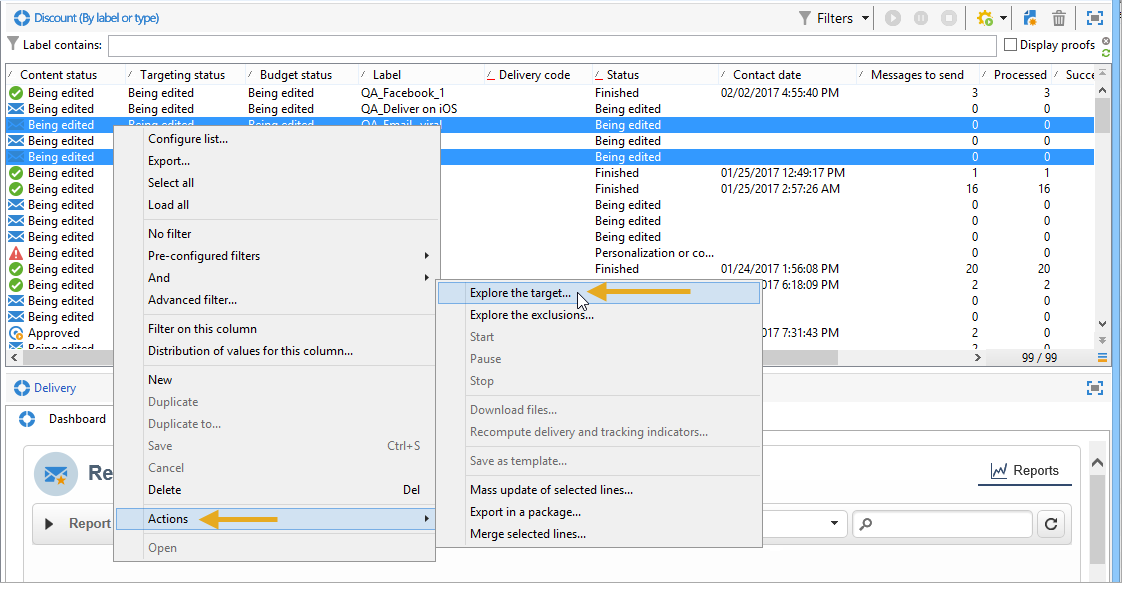 Discount (By label or type)
Filters
Label contains:
Display proofs
Content status Targeting status Budget status Label Delivery code Status Contact date Messages to send Processed Succe
Being edited Being edited Being edited QA_Facebook_1 Finished 02/02/2017 4:55:40 PM 3 3
Being edited Being edited Being edited QA_Deliver on iOS Being edited 0 0
Being edited Being edited Being edited QA_Email_viral Being edited 0 0
Being edited Being edited 0 0
Being edited Being edited 0 0
Being edited Finished 01/25/2017 12:49:17 PM 1 1
Being edited Finished 01/25/2017 2:57:26 AM 16 16
Being edited Being edited 0 0
Being edited Being edited 0 0
Being edited Being edited 0 0
Being edited Personalization or co... 0 0
Being edited Finished 01/24/2017 1:56:08 PM 20 20
Being edited 017 6:18:09 PM 2 2
Being edited 0 0
Being edited 0 0
Approved 017 7:31:43 PM 2 0
Being edited 2 0
99 / 99
Configure list...
Export...
Select all
Load all
No filter
Pre-configured filters
And
Advanced filter...
Filter on this column
Distribution of values for this column...
New
Duplicate
Duplicate to...
Save Ctrl+S
Cancel
Delete Del
Actions
Open
Explore the target...
Explore the exclusions...
Start
Pause
Stop
Download files...
Recompute delivery and tracking indicators...
Save as template...
Mass update of selected lines...
Export in a package...
Merge selected lines...
Delivery
Dashboard
Re
Reports
Report